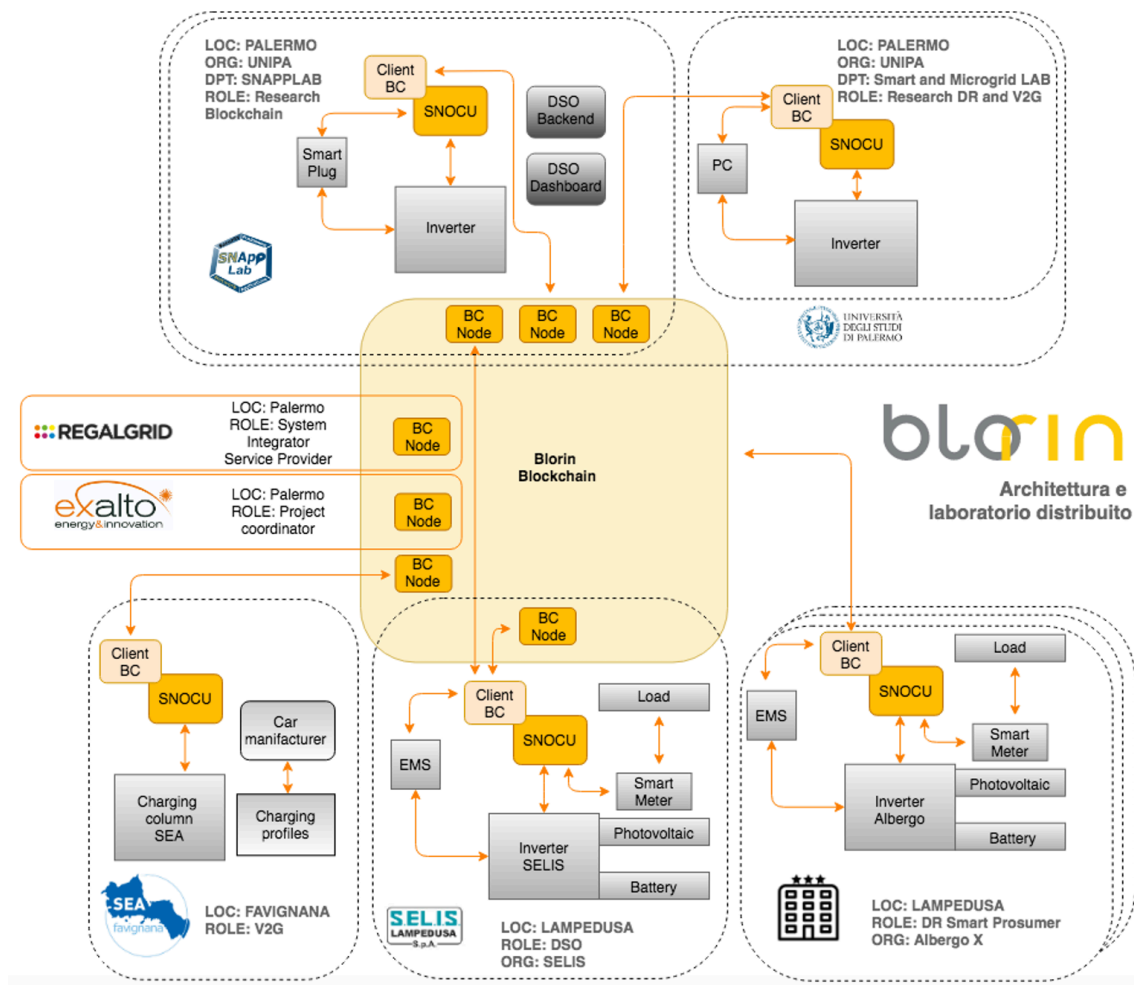 LOC: PALERMO
ORG: UNIPA
DPT: SNAPPLAB
ROLE: Research
Blockchain
Client
BC
SNOCU
Smart
Plug
Inverter
DSO
Backend
DSO
Dashboard
SNApp
Lab
LOC: PALERMO
ORG: UNIPA
DPT: Smart and Microgrid LAB
ROLE: Research DR and V2G
Client
BC
SNOCU
PC
Inverter
UNIVERSITÀ
DEGLI STUDI
DI PALERMO
BC
Node
BC
Node
BC
Node
REGALGRID
LOC: Palermo
ROLE: System
Integrator
Service Provider
BC
Node
exalto
energy&innovation
LOC: Palermo
ROLE: Project
coordinator
BC
Node
BC
Node
Blorin
Blockchain
BC
Node
blorin
Architettura e
laboratorio distribuito
Client
BC
SNOCU
Car
manifacturer
Charging
column
SEA
Charging
profiles
SEA
favignana
LOC: FAVIGNANA
ROLE: V2G
Client
BC
SNOCU
Load
EMS
Smart
Meter
Inverter
SELIS
Photovoltaic
Battery
S.EL.I.S
LAMPEDUSA
S.p.A.
LOC: LAMPEDUSA
ROLE: DSO
ORG: SELIS
Client
BC
SNOCU
Load
EMS
Smart
Meter
Inverter
Albergo
Photovoltaic
Battery
LOC: LAMPEDUSA
ROLE: DR Smart Prosumer
ORG: Albergo X